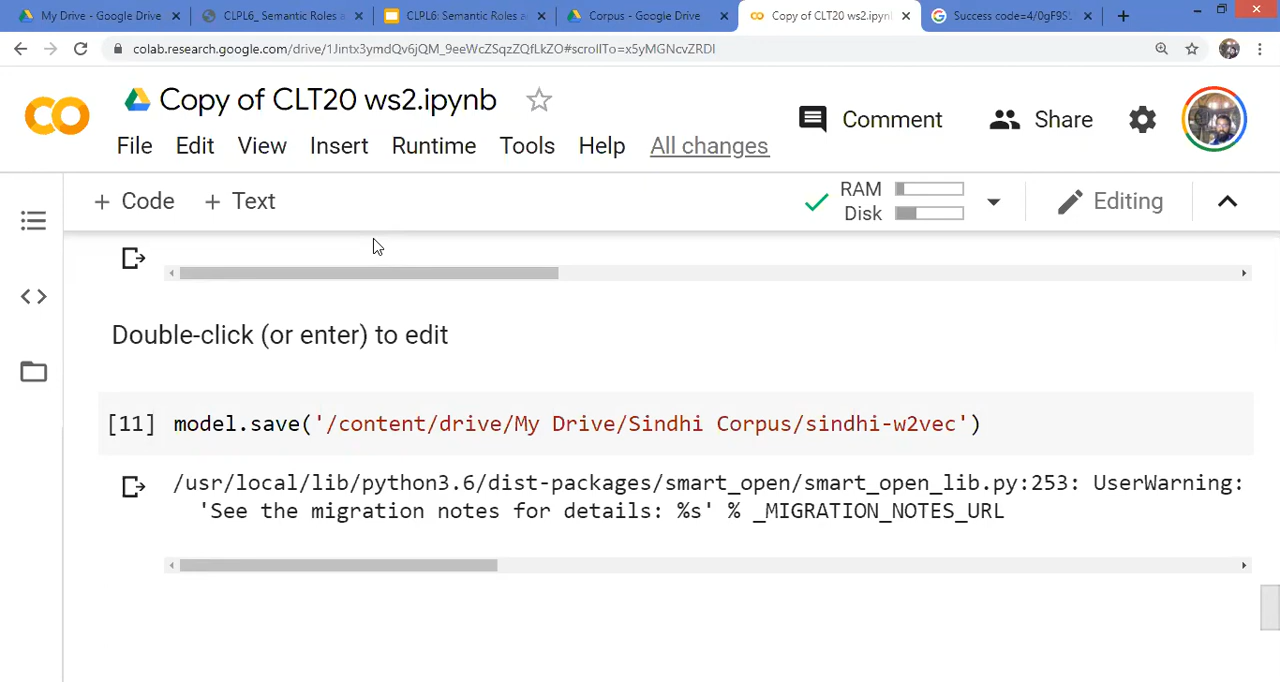 My Drive - Google Drive
CLPL6_ Semantic Roles a
CLPL6: Semantic Roles a
Corpus - Google Drive
Copy of CLT20 ws2.ipynb
Success code=4/0gF9SU
colab.research.google.com/drive/1Jintx3ymdQv6jQM_9eeWcZSqzZQfLkZO#scrollTo=x5yMGNcvZRDl
Copy of CLT20 ws2.ipynb
Comment
Share
File Edit View Insert Runtime Tools Help All changes
+ Code + Text
RAM
Disk
Editing
Double-click (or enter) to edit
[11] model.save('/content/drive/My Drive/Sindhi Corpus/sindhi-w2vec')
/usr/local/lib/python3.6/dist-packages/smart_open/smart_open_lib.py:253: UserWarning:
'See the migration notes for details: %s' % _MIGRATION_NOTES_URL